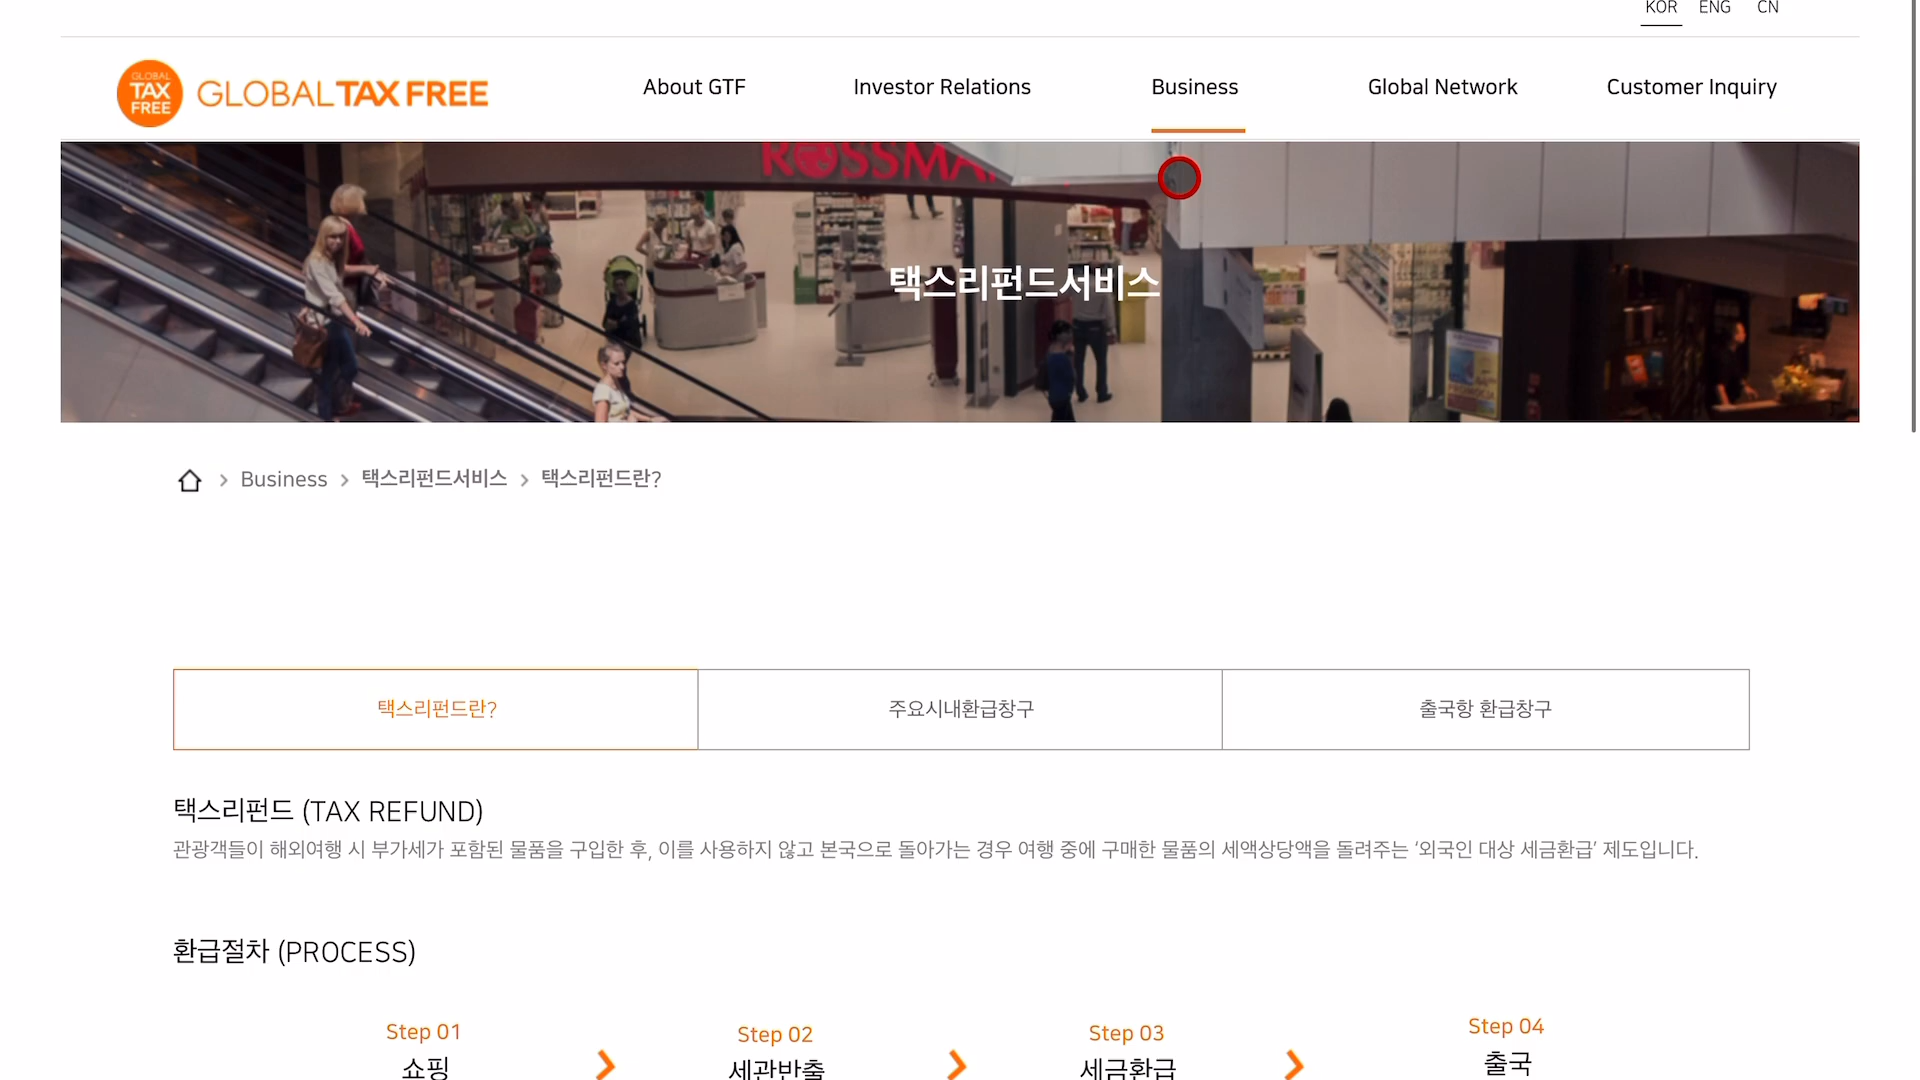 KOR ENG CN
GLOBAL TAX FREE
GLOBAL TAX FREE
About GTF
Investor Relations
Business
Global Network
Customer Inquiry
택스리펀드서비스
Business > 택스리펀드서비스 > 택스리펀드란?
택스리펀드란?
주요시내환급창구
출국항 환급창구
택스리펀드 (TAX REFUND)
관광객들이 해외여행 시 부가세가 포함된 물품을 구입한 후, 이를 사용하지 않고 본국으로 돌아가는 경우 여행 중에 구매한 물품의 세액상당액을 돌려주는 ‘외국인 대상 세금환급’ 제도입니다.
환급절차 (PROCESS)
Step 01
쇼핑
Step 02
세관반출
Step 03
세금환급
Step 04
출국